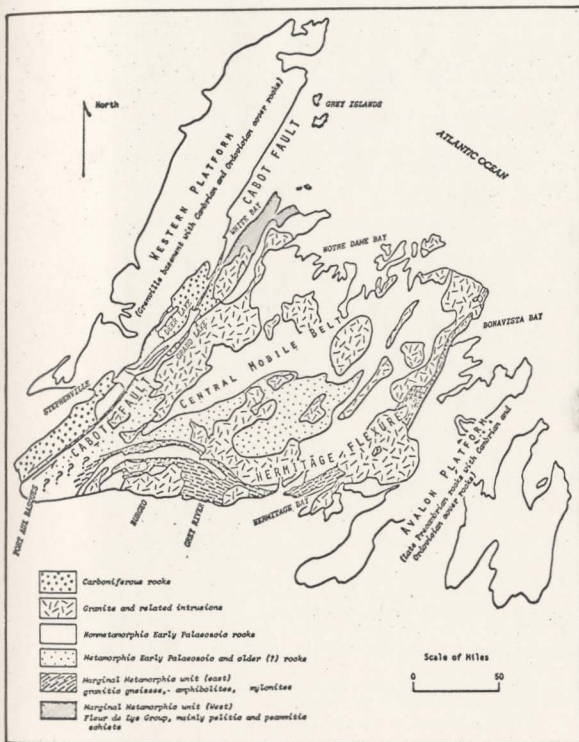 North
GREY ISLANDS
ATLANTIC OCEAN
WESTERN PLATFORM
(Grenville basement with Cambrian and Ordovician cover rocks)
CABOT FAULT
WHITE BAY
NOTRE DAME BAY
BONAVISTA BAY
DEER LAKE
GRAND LAKE
CENTRAL MOBILE BELT
STEPHENVILLE
CABOT FAULT
HERMITAGE FLEXURE
AVALON PLATFORM
(Late Precambrian rocks with Cambrian and
Ordovician cover rocks)
PORT AUX BASQUES
BURGEO
GREY RIVER
HERMITAGE BAY
Carboniferous rocks
Granite and related intrusions
Nonmetamorphic Early Palaeozoic rocks
Metamorphic Early Palaeozoic and older (?) rocks
Marginal Metamorphic unit (east)
granitic gneisses,- amphibolites, mylonites
Marginal Metamorphic unit (West)
Fleur de Lys Group, mainly pelitic and psammitic
schists
Scale of Miles
0 50